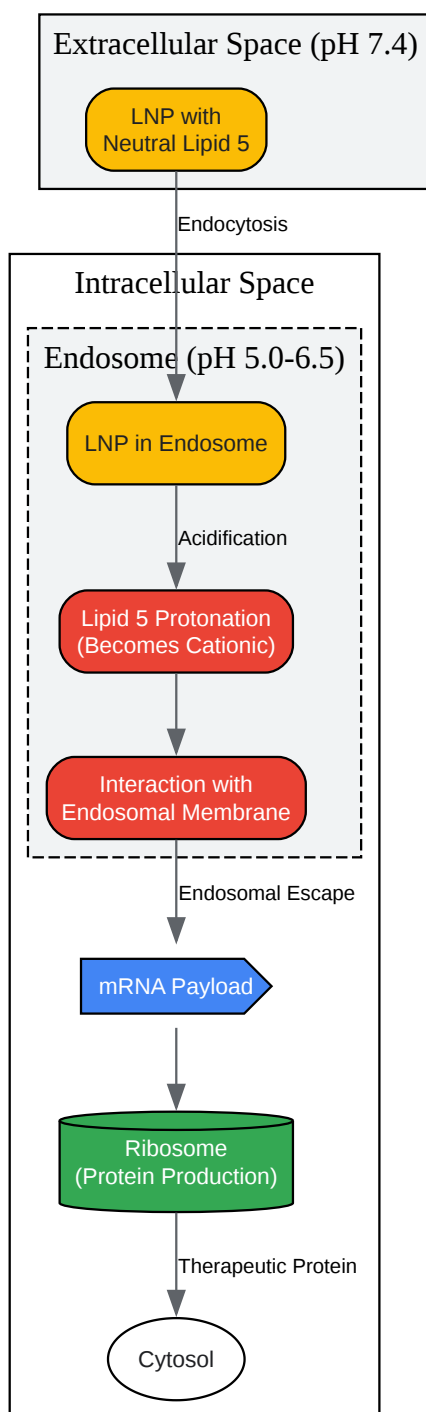 Extracellular Space (pH 7.4)
LNP with
Neutral Lipid 5
Endocytosis
Intracellular Space
Endosome (pH 5.0-6.5)
LNP in Endosome
Acidification
Lipid 5 Protonation
(Becomes Cationic)
Interaction with
Endosomal Membrane
Endosomal Escape
mRNA Payload
Ribosome
(Protein Production)
Therapeutic Protein
Cytosol